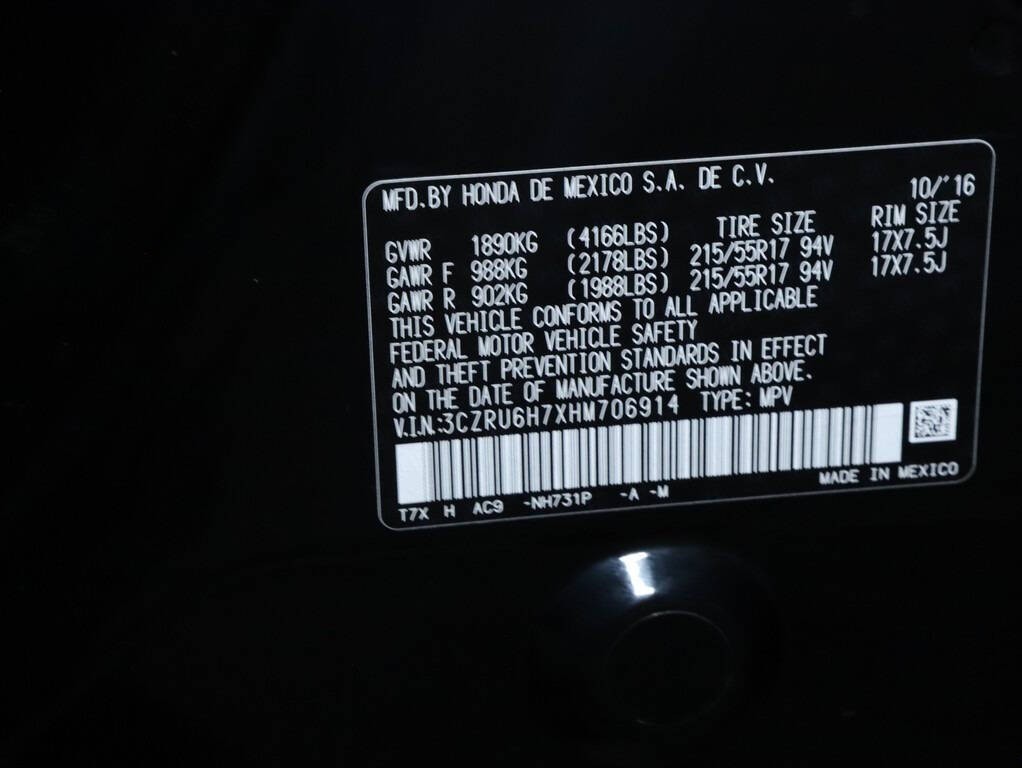 MFD. BY HONDA DE MEXICO S.A. DE C.V. 10/'16
TIRE SIZE RIM SIZE
GVWR 1890KG (4166LBS)
GAWR F 988KG (2178LBS) 215/55R17 94V 17X7.5J
GAWR R 902KG (1988LBS) 215/55R17 94V 17X7.5J
THIS VEHICLE CONFORMS TO ALL APPLICABLE
FEDERAL MOTOR VEHICLE SAFETY
AND THEFT PREVENTION STANDARDS IN EFFECT
ON THE DATE OF MANUFACTURE SHOWN ABOVE.
V.I.N.:3CZRU6H7XHM706914 TYPE: MPV
MADE IN MEXICO
T7X H AC9 -NH731P -A -M